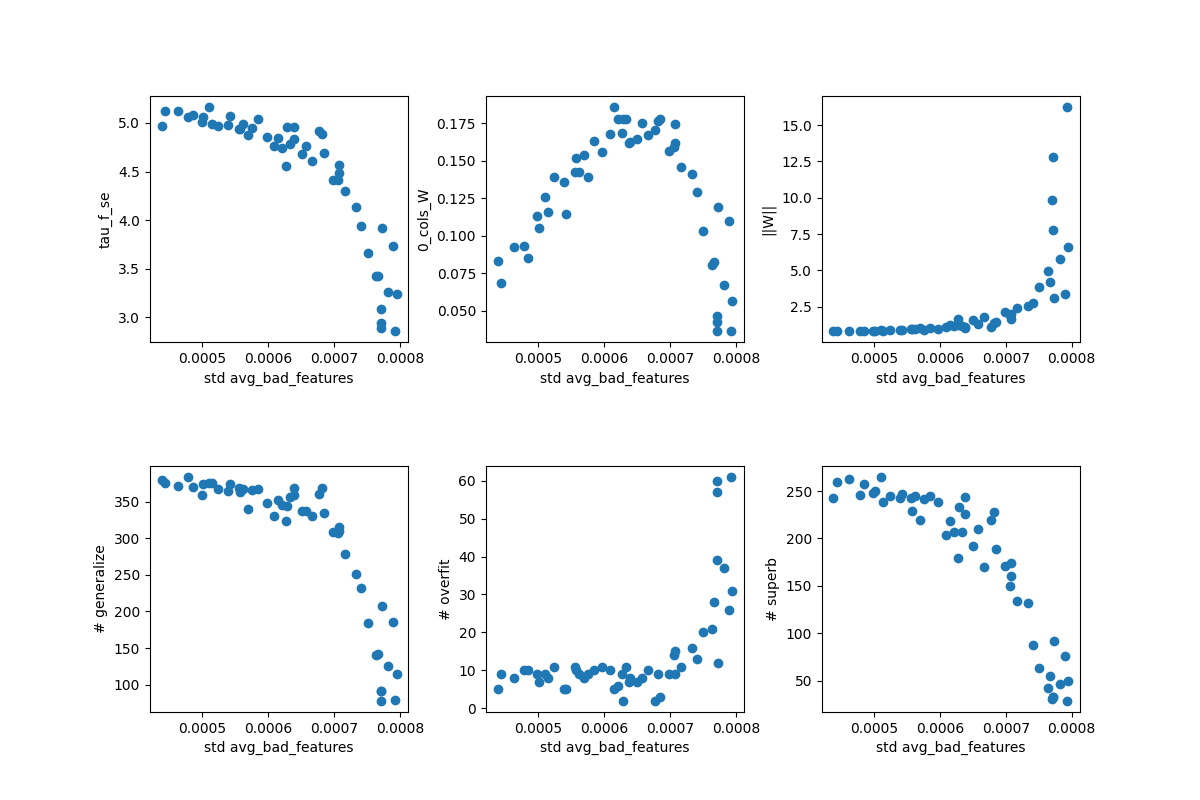 5.0
4.5
4.0
3.5
3.0
tau_f_se
0.0005 0.0006 0.0007 0.0008
std avg_bad_features
0.175
0.150
0.125
0.100
0.075
0.050
0_cols_W
0.0005 0.0006 0.0007 0.0008
std avg_bad_features
15.0
12.5
10.0
7.5
5.0
2.5
||W||
0.0005 0.0006 0.0007 0.0008
std avg_bad_features
350
300
250
200
150
100
# generalize
0.0005 0.0006 0.0007 0.0008
std avg_bad_features
60
50
40
30
20
10
0
# overfit
0.0005 0.0006 0.0007 0.0008
std avg_bad_features
250
200
150
100
50
# superb
0.0005 0.0006 0.0007 0.0008
std avg_bad_features